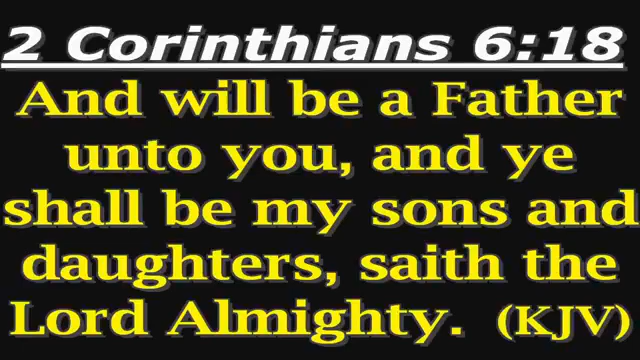 2 Corinthians 6:18
And will be a Father
unto you, and ye
shall be my sons and
daughters, saith the
Lord Almighty. (KJV)